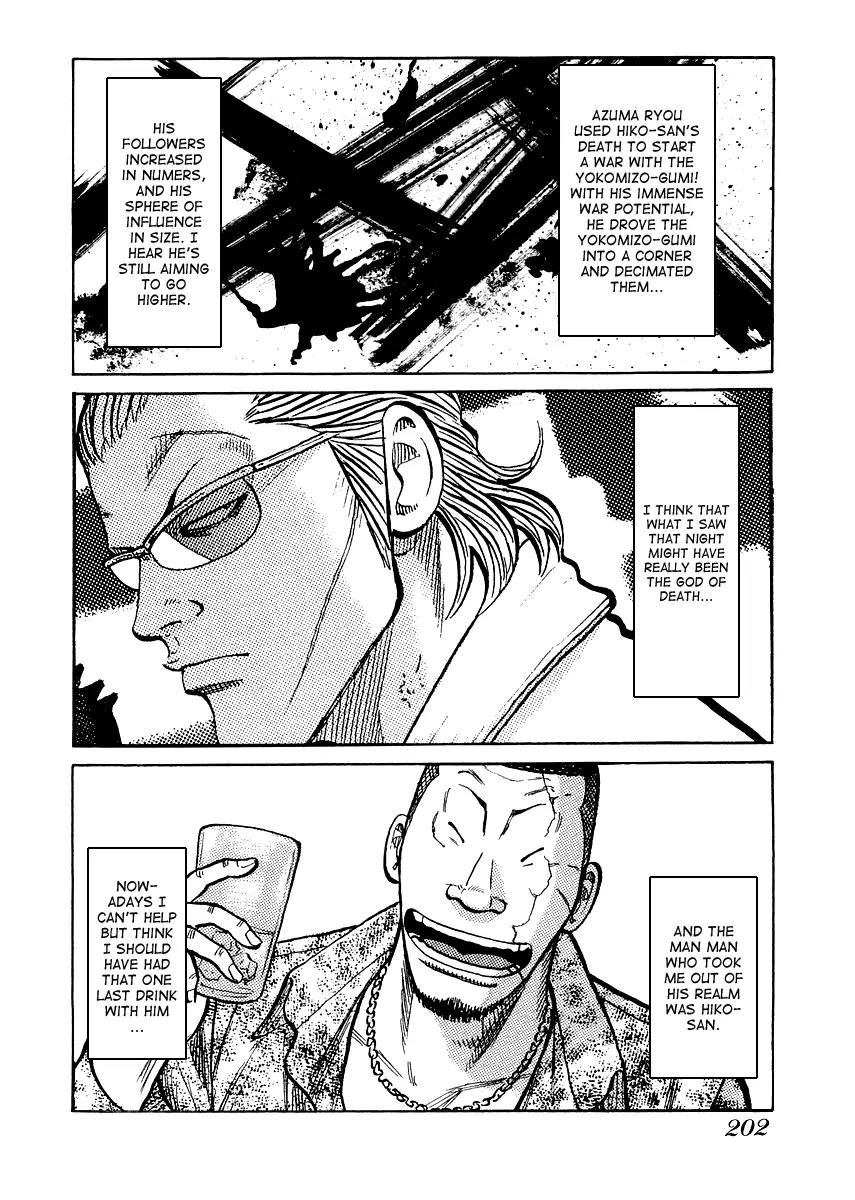 AZUMA RYOU
USED HIKO-SAN'S
DEATH TO START
A WAR WITH THE
YOKOMIZO-GUMI!
WITH HIS IMMENSE
WAR POTENTIAL,
HE DROVE THE
YOKOMIZO-GUMI
INTO A CORNER
AND DECIMATED
THEM...
HIS
FOLLOWERS
INCREASED
IN NUMERS,
AND HIS
SPHERE OF
INFLUENCE
IN SIZE. I
HEAR HE'S
STILL AIMING
TO GO
HIGHER.
I THINK THAT
WHAT I SAW
THAT NIGHT
MIGHT HAVE
REALLY BEEN
THE GOD OF
DEATH...
AND THE
MAN MAN
WHO TOOK
ME OUT OF
HIS REALM
WAS HIKO-
SAN.
NOW-
ADAYS I
CAN'T HELP
BUT THINK
I SHOULD
HAVE HAD
THAT ONE
LAST DRINK
WITH HIM
...
202